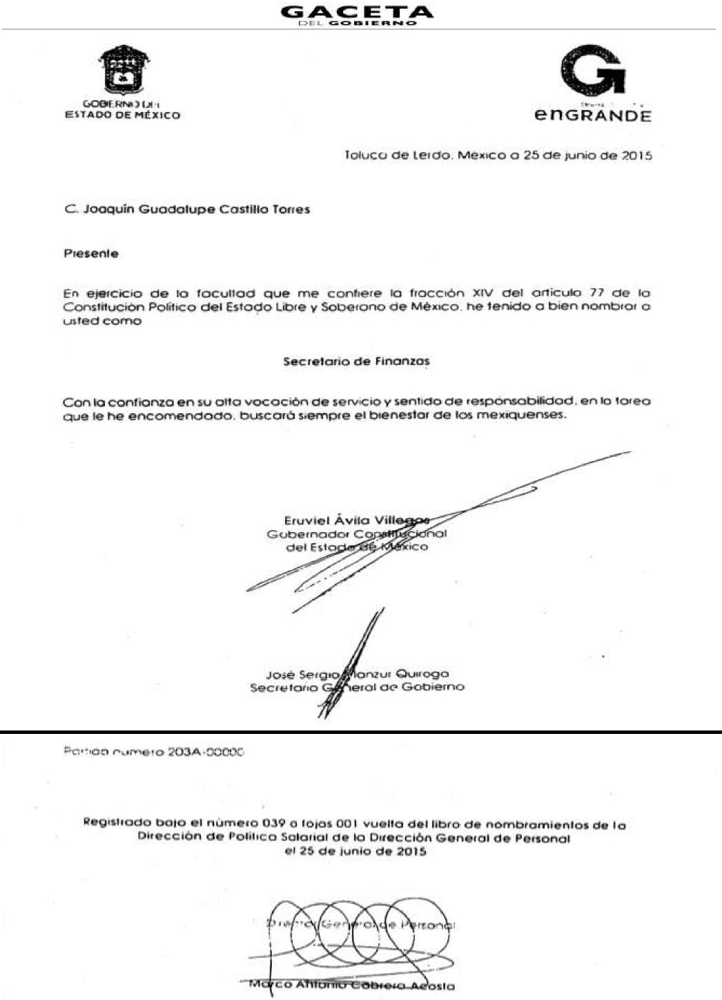 GACETA
DEL GOBIERNO
GOBIERNO DEL
ESTADO DE MÉXICO
enGRANDE
Toluca de Lerdo, México a 25 de junio de 2015
C. Joaquín Guadalupe Castillo Torres
Presente
En ejercicio de la facultad que me confiere la fracción XIV del artículo 77 de la
Constitución Política del Estado Libre y Soberano de México, he tenido a bien nombrar a
usted como
Secretario de Finanzas
Con la confianza en su alta vocación de servicio y sentido de responsabilidad, en la tarea
que le he encomendado, buscará siempre el bienestar de los mexiquenses.
Eruviel Ávila Villegas
Gobernador Constitucional
del Estado de México
José Sergio Manzur Quiroga
Secretario General de Gobierno
Partida número 203A-00000
Registrado bajo el número 039 a fojas 001 vuelta del libro de nombramientos de la
Dirección de Política Salarial de la Dirección General de Personal
el 25 de junio de 2015
Director General de Personal
Marco Antonio Cabrera Acosta